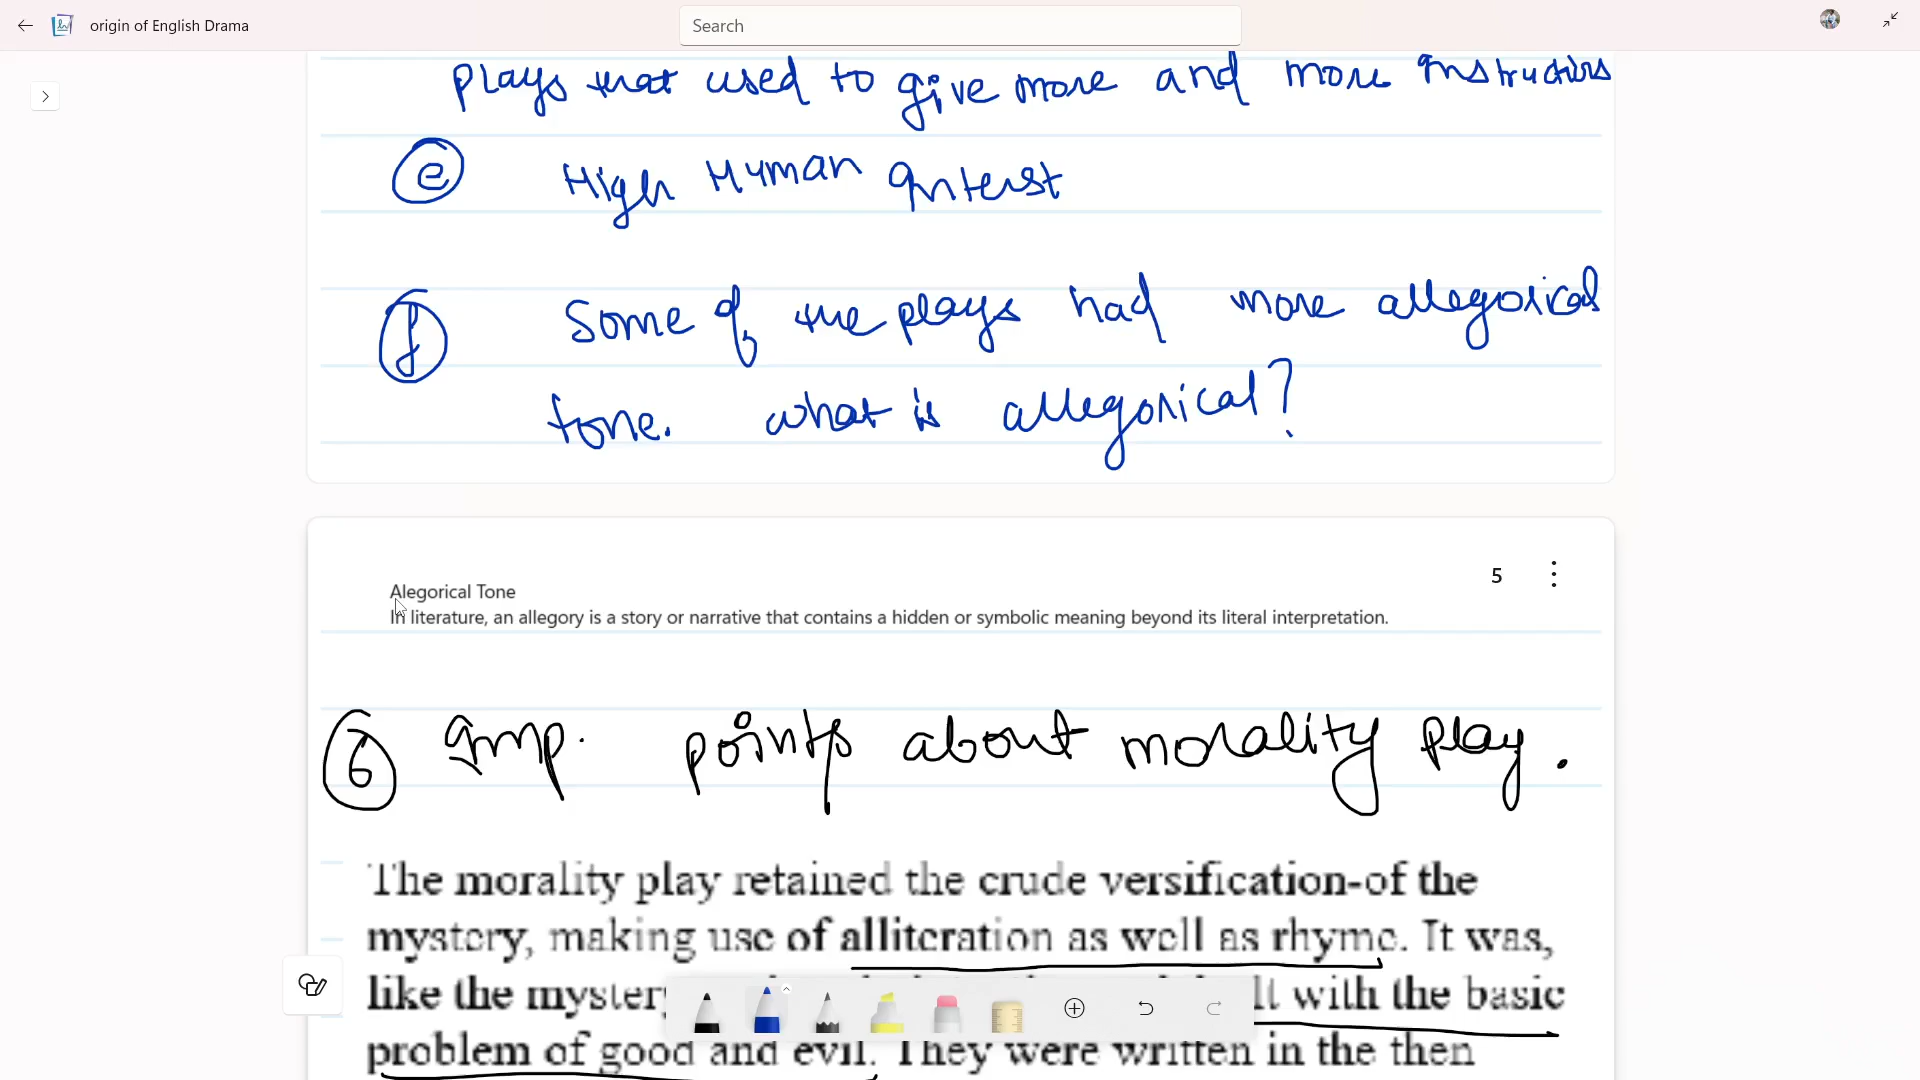 origin of English Drama
Search
plays that used to give more and more Instructions
e High Human Interst
f Some of the plays had more allegorical
tone. what is allegorical?
5
Alegorical Tone
In literature, an allegory is a story or narrative that contains a hidden or symbolic meaning beyond its literal interpretation.
6 Imp. points about morality play.
The morality play retained the crude versification-of the
mystery, making use of alliteration as well as rhyme. It was,
like the mystery lt with the basic
problem of good and evil. They were written in the then